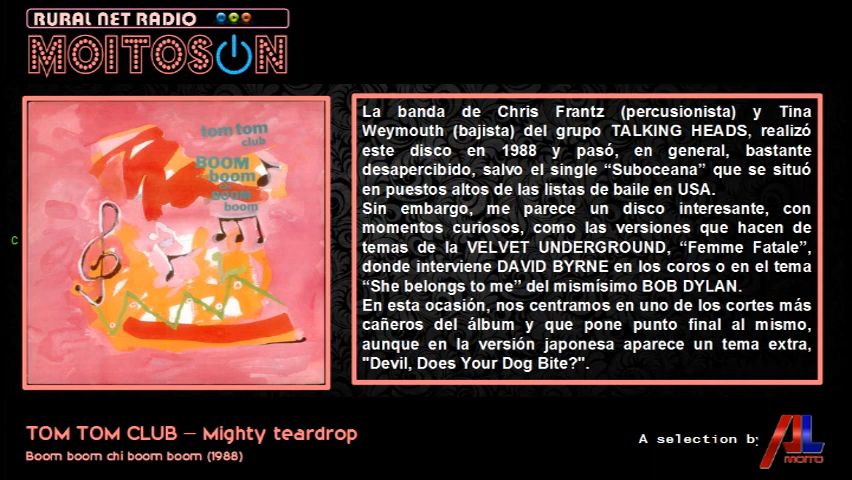 RURAL NET RADIO
MOITOSON
tom tom
club
BOOM
boom
chi
BOOM
boom
La banda de Chris Frantz (percusionista) y Tina
Weymouth (bajista) del grupo TALKING HEADS, realizó
este disco en 1988 y pasó, en general, bastante
desapercibido, salvo el single “Suboceana” que se situó
en puestos altos de las listas de baile en USA.
Sin embargo, me parece un disco interesante, con
momentos curiosos, como las versiones que hacen de
temas de la VELVET UNDERGROUND, “Femme Fatale”,
donde interviene DAVID BYRNE en los coros o en el tema
“She belongs to me” del mismísimo BOB DYLAN.
En esta ocasión, nos centramos en uno de los cortes más
cañeros del álbum y que pone punto final al mismo,
aunque en la versión japonesa aparece un tema extra,
"Devil, Does Your Dog Bite?".
C
TOM TOM CLUB – Mighty teardrop
Boom boom chi boom boom (1988)
A selection by
AL
MOITO